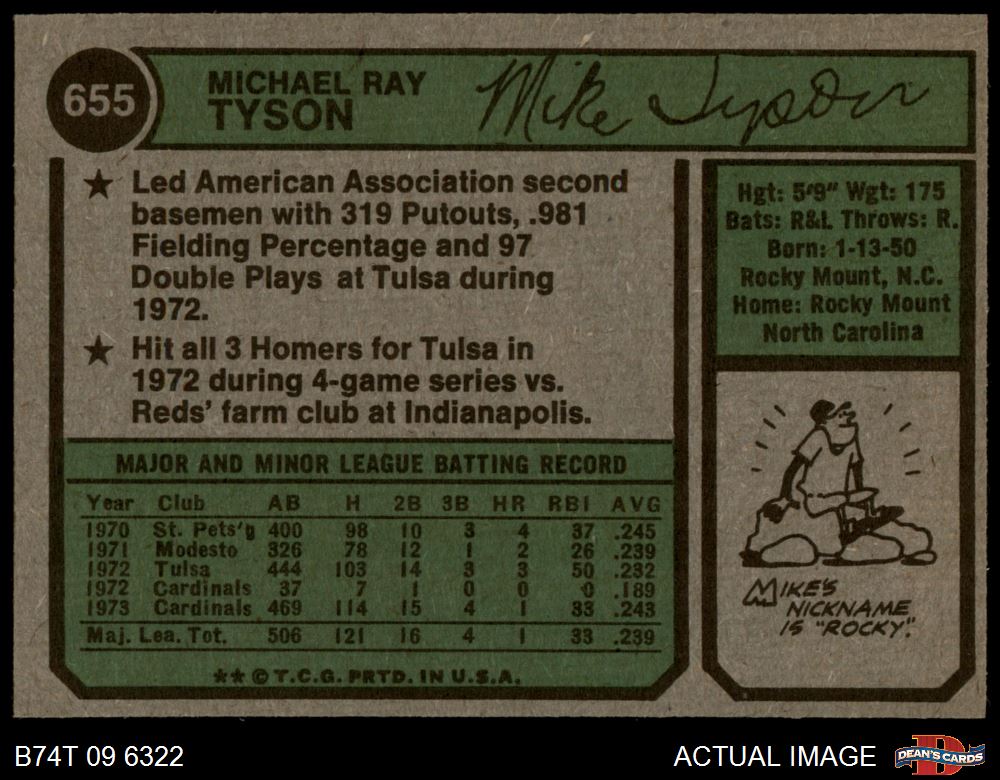 655
MICHAEL RAY
TYSON
Mike Tyson
★ Led American Association second
basemen with 319 Putouts, .981
Fielding Percentage and 97
Double Plays at Tulsa during
1972.
★ Hit all 3 Homers for Tulsa in
1972 during 4-game series vs.
Reds' farm club at Indianapolis.
MAJOR AND MINOR LEAGUE BATTING RECORD
Year Club AB H 2B 3B HR RBI AVG
1970 St. Pets'g 400 98 10 3 4 37 .245
1971 Modesto 326 78 12 1 2 26 .239
1972 Tulsa 444 103 14 3 3 50 .232
1972 Cardinals 37 7 1 0 0 0 .189
1973 Cardinals 469 114 15 4 1 33 .243
Maj. Lea. Tot. 506 121 16 4 1 33 .239
** © T.C.G. PRTD. IN U.S.A.
Hgt: 5'9" Wgt: 175
Bats: R&L Throws: R.
Born: 1-13-50
Rocky Mount, N.C.
Home: Rocky Mount
North Carolina
MIKE'S
NICKNAME
IS "ROCKY".
B74T 09 6322
ACTUAL IMAGE
D
DEAN'S CARDS